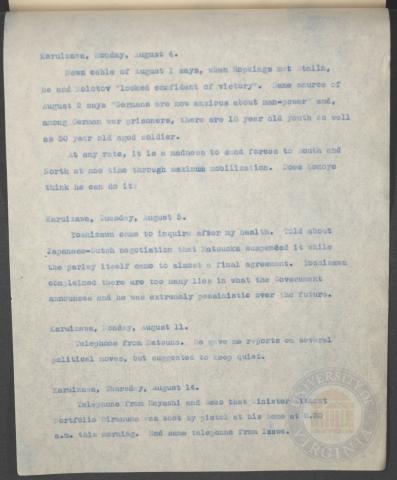 Karuizawa, Monday, August 4.
News cable of August 1 says, when Hopkings met Stalin,
he and Molotov "looked confident of victory". Same source of
August 2 says "Germans are now anxious about man-power" and,
among German war prisoners, there are 18 year old youth as well
as 50 year old aged soldier.
At any rate, it is a madness to send forces to South and
North at one time through maximum mobilization. Does Konoye
think he can do it?
Karuizawa, Tuesday, August 5.
Yoshizawa came to inquire after my health. Told about
Japanese-Dutch negotiation that Matsuoka suspended it while
the parley itself came to almost a final agreement. Yoshizawa
complained there are too many lies in what the Government
announces and he was extremely pessimistic over the future.
Karuizawa, Monday, August 11.
Telephone from Matsuno. He gave me reports on several
political moves, but suggested to keep quiet.
Karuizawa, Thursday, August 14.
Telephone from Hayashi and Seko that Minister without
Portfolio Hiranuma was shot by pistol at his home at
a.m. this morning. Had same telephone from Izawa.
UNIVERSITY OF
VIRGINIA